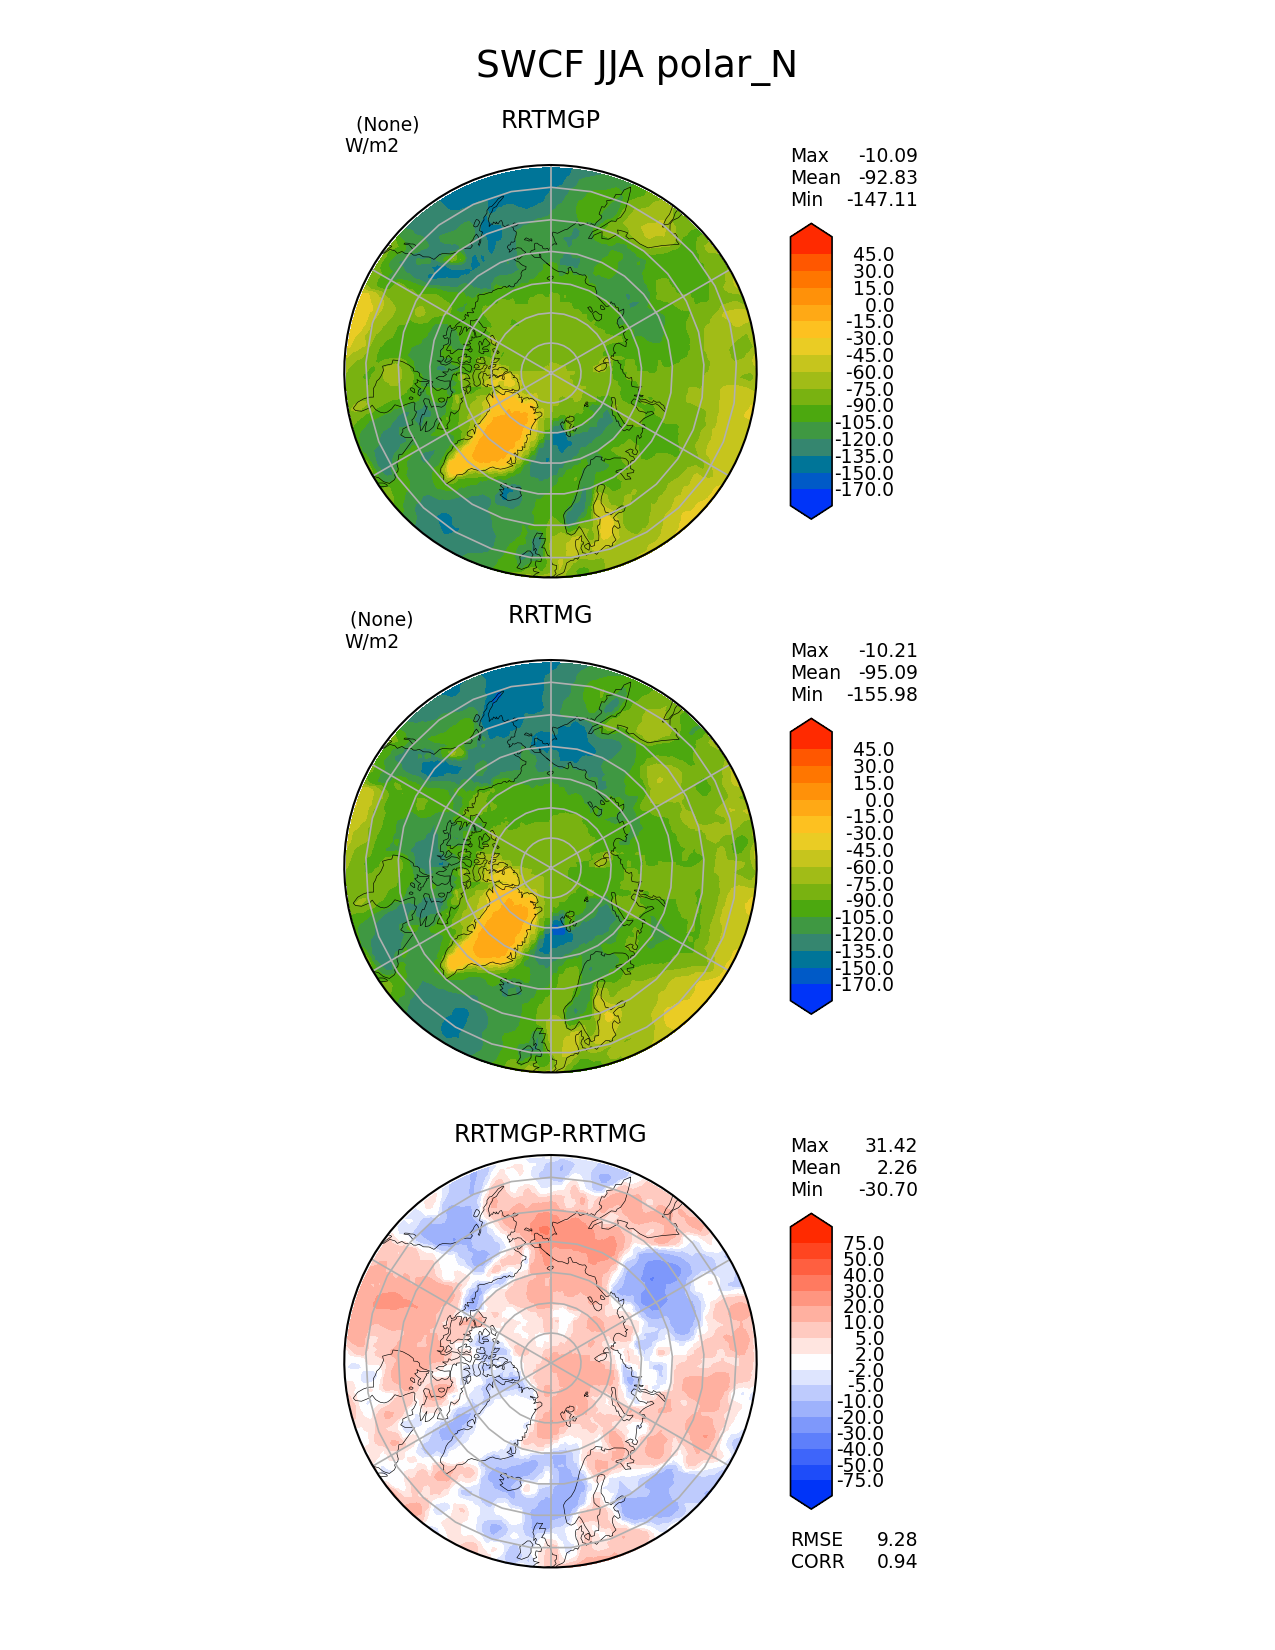 SWCF JJA polar_N
(None)
W/m2
RRTMGP
Max -10.09
Mean -92.83
Min -147.11
45.0
30.0
15.0
0.0
-15.0
-30.0
-45.0
-60.0
-75.0
-90.0
-105.0
-120.0
-135.0
-150.0
-170.0
(None)
W/m2
RRTMG
Max -10.21
Mean -95.09
Min -155.98
45.0
30.0
15.0
0.0
-15.0
-30.0
-45.0
-60.0
-75.0
-90.0
-105.0
-120.0
-135.0
-150.0
-170.0
RRTMGP-RRTMG
Max 31.42
Mean 2.26
Min -30.70
75.0
50.0
40.0
30.0
20.0
10.0
5.0
2.0
-2.0
-5.0
-10.0
-20.0
-30.0
-40.0
-50.0
-75.0
RMSE 9.28
CORR 0.94